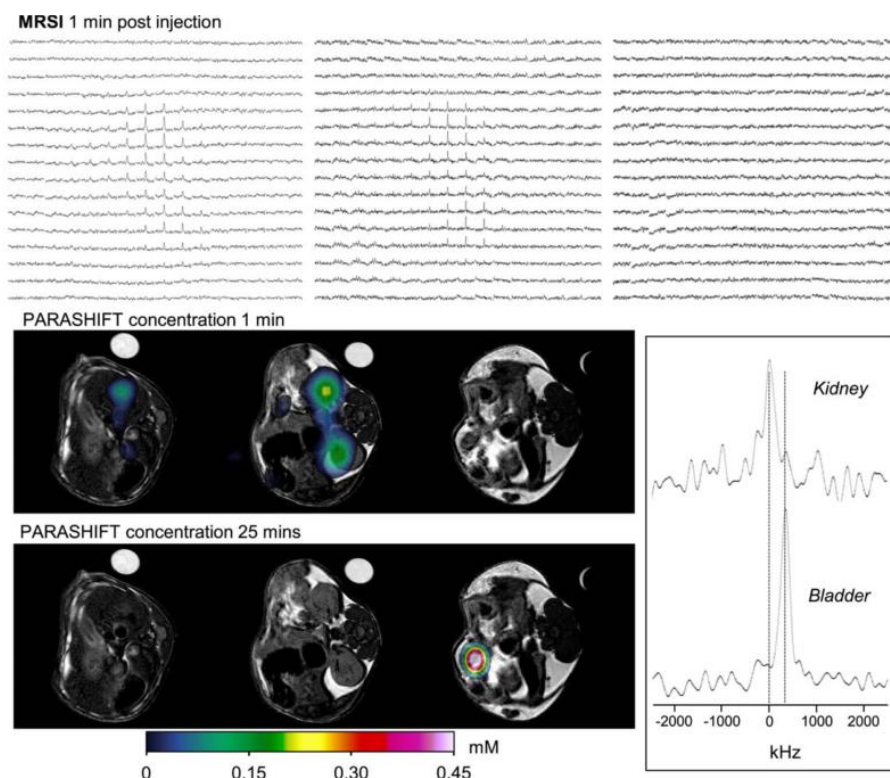 MRSI 1 min post injection
PARASHIFT concentration 1 min
PARASHIFT concentration 25 mins
Kidney
Bladder
-2000 -1000 0 1000 2000
kHz
mM
0 0.15 0.30 0.45